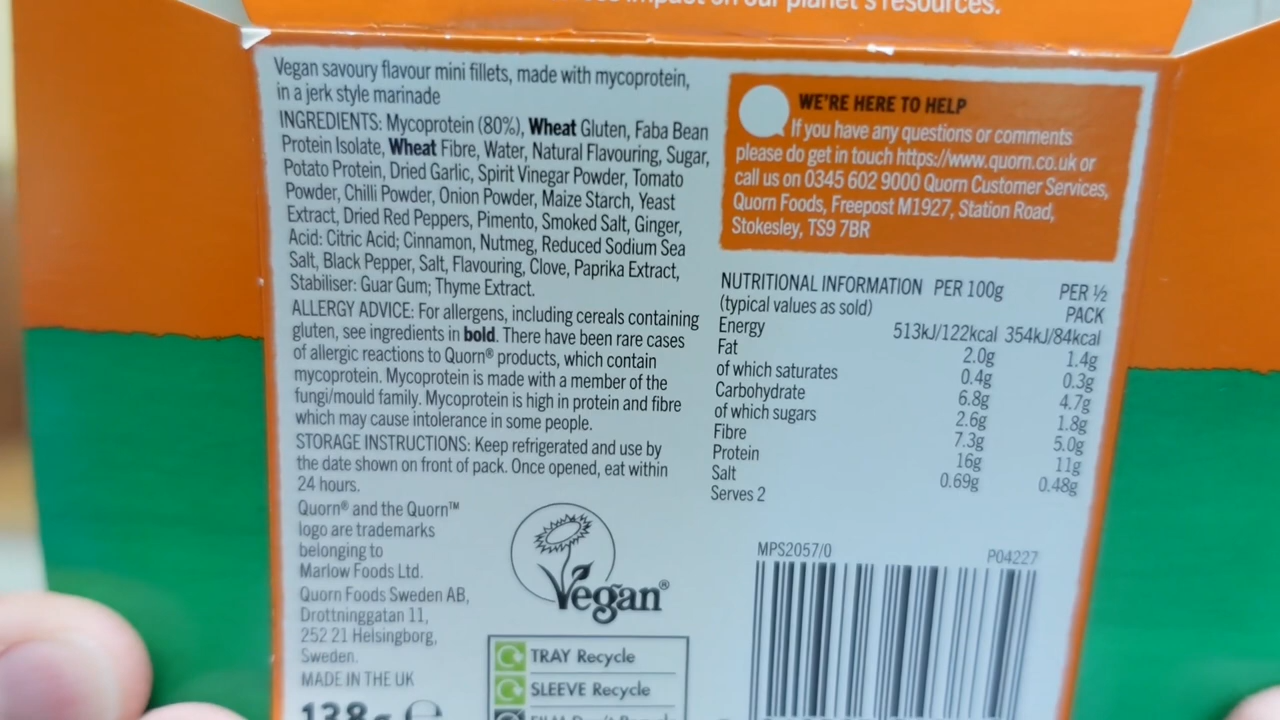 impact on our planet's resources.
Vegan savoury flavour mini fillets, made with mycoprotein,
in a jerk style marinade
INGREDIENTS: Mycoprotein (80%), Wheat Gluten, Faba Bean
Protein Isolate, Wheat Fibre, Water, Natural Flavouring, Sugar,
Potato Protein, Dried Garlic, Spirit Vinegar Powder, Tomato
Powder, Chilli Powder, Onion Powder, Maize Starch, Yeast
Extract, Dried Red Peppers, Pimento, Smoked Salt, Ginger,
Acid: Citric Acid; Cinnamon, Nutmeg, Reduced Sodium Sea
Salt, Black Pepper, Salt, Flavouring, Clove, Paprika Extract,
Stabiliser: Guar Gum; Thyme Extract.
ALLERGY ADVICE: For allergens, including cereals containing
gluten, see ingredients in bold. There have been rare cases
of allergic reactions to Quorn® products, which contain
mycoprotein. Mycoprotein is made with a member of the
fungi/mould family. Mycoprotein is high in protein and fibre
which may cause intolerance in some people.
STORAGE INSTRUCTIONS: Keep refrigerated and use by
the date shown on front of pack. Once opened, eat within
24 hours.
Quorn® and the Quorn™
logo are trademarks
belonging to
Marlow Foods Ltd.
Quorn Foods Sweden AB,
Drottninggatan 11,
252 21 Helsingborg,
Sweden.
MADE IN THE UK
138g e
Vegan®
TRAY Recycle
SLEEVE Recycle
FILM Don't Recycle
WE'RE HERE TO HELP
If you have any questions or comments
please do get in touch https://www.quorn.co.uk or
call us on 0345 602 9000 Quorn Customer Services,
Quorn Foods, Freepost M1927, Station Road,
Stokesley, TS9 7BR
NUTRITIONAL INFORMATION PER 100g PER ½
(typical values as sold) PACK
Energy 513kJ/122kcal 354kJ/84kcal
Fat 2.0g 1.4g
of which saturates 0.4g 0.3g
Carbohydrate 6.8g 4.7g
of which sugars 2.6g 1.8g
Fibre 7.3g 5.0g
Protein 16g 11g
Salt 0.69g 0.48g
Serves 2
MPS2057/0 P04227